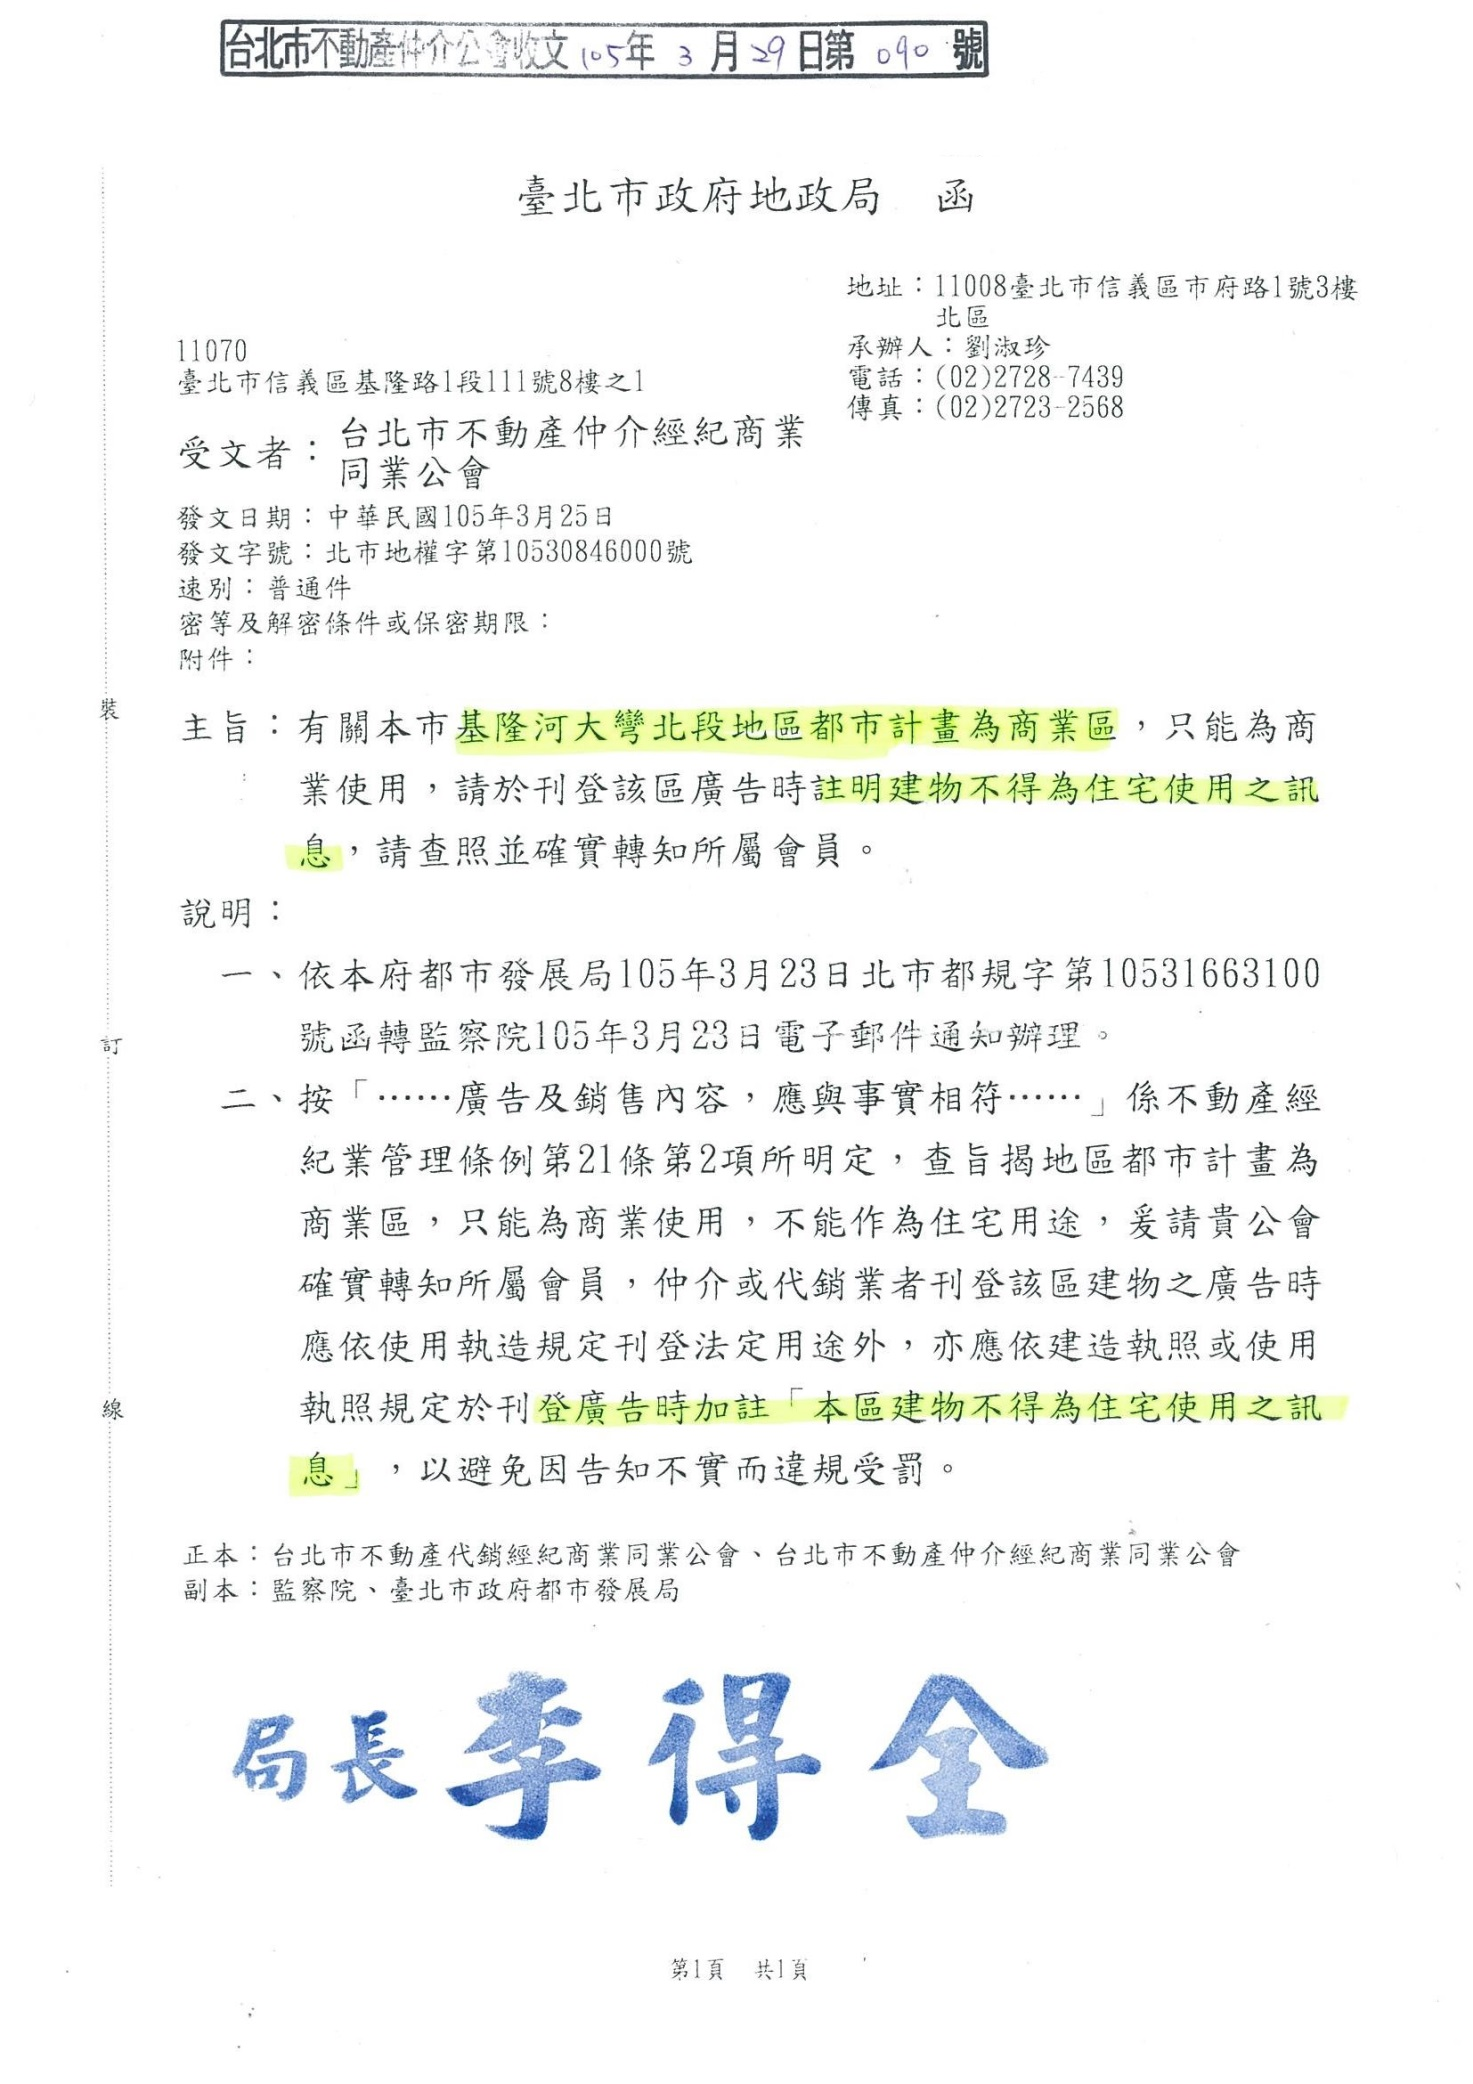 台北市不動產仲介公會收文105年3月29日第090號
臺北市政府地政局 函
地址：11008臺北市信義區市府路1號3樓
北區
承辦人：劉淑珍
電話：(02)2728-7439
傳真：(02)2723-2568
11070
臺北市信義區基隆路1段111號8樓之1
受文者：台北市不動產仲介經紀商業
同業公會
發文日期：中華民國105年3月25日
發文字號：北市地權字第10530846000號
速別：普通件
密等及解密條件或保密期限：
附件：
主旨：有關本市基隆河大彎北段地區都市計畫為商業區，只能為商
業使用，請於刊登該區廣告時註明建物不得為住宅使用之訊
息，請查照並確實轉知所屬會員。
說明：
一、依本府都市發展局105年3月23日北市都規字第10531663100
號函轉監察院105年3月23日電子郵件通知辦理。
二、按「……廣告及銷售內容，應與事實相符……」係不動產經
紀業管理條例第21條第2項所明定，查旨揭地區都市計畫為
商業區，只能為商業使用，不能作為住宅用途，爰請貴公會
確實轉知所屬會員，仲介或代銷業者刊登該區建物之廣告時
應依使用執造規定刊登法定用途外，亦應依建造執照或使用
執照規定於刊登廣告時加註「本區建物不得為住宅使用之訊
息」，以避免因告知不實而違規受罰。
正本：台北市不動產代銷經紀商業同業公會、台北市不動產仲介經紀商業同業公會
副本：監察院、臺北市政府都市發展局
局長李得全
第1頁 共1頁
裝
訂
線